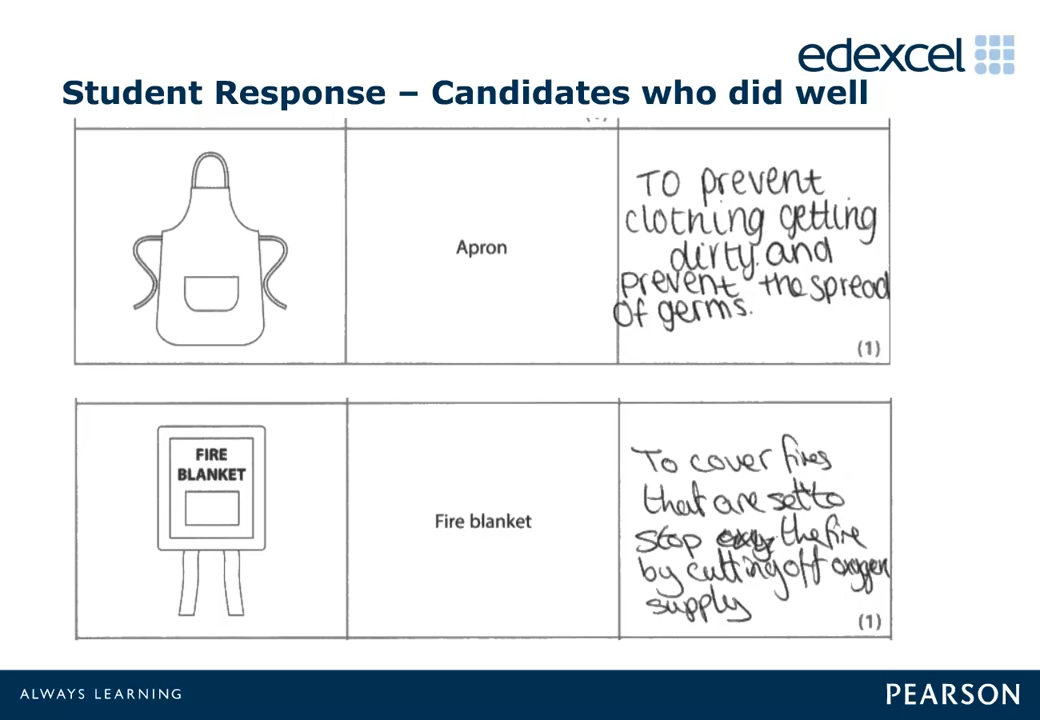 edexcel
Student Response – Candidates who did well
Apron
To prevent
clothing getting
dirty. and
prevent the spread
of germs.
(1)
FIRE
BLANKET
Fire blanket
To cover fires
that are set to
stop the fire
by cutting off oxygen
supply
(1)
ALWAYS LEARNING
PEARSON